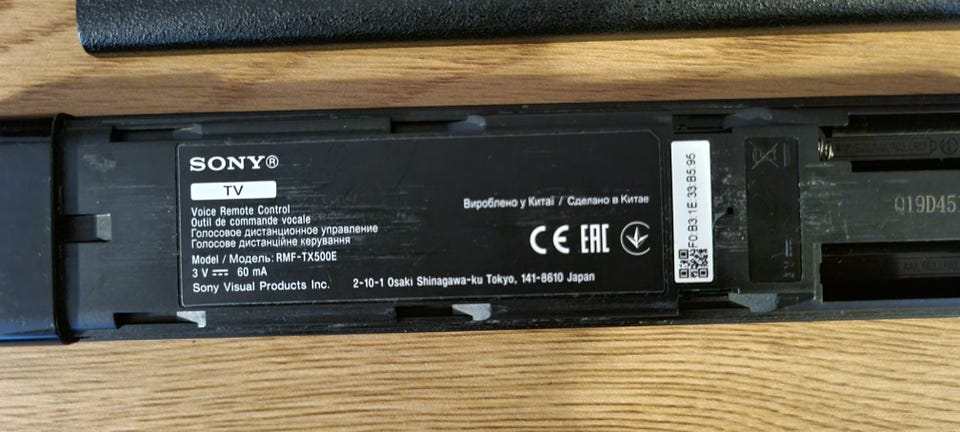 SONY®
TV
Voice Remote Control
Outil de commande vocale
Голосовое дистанционное управление
Голосове дистанційне керування
Model / Модель: RMF-TX500E
3 V 60 mA
Sony Visual Products Inc.
Вироблено у Китаї / Сделано в Китае
CE EAC
2-10-1 Osaki Shinagawa-ku Tokyo, 141-8610 Japan
F0:B3:1E:33:B5:95
3 V
Q19D45